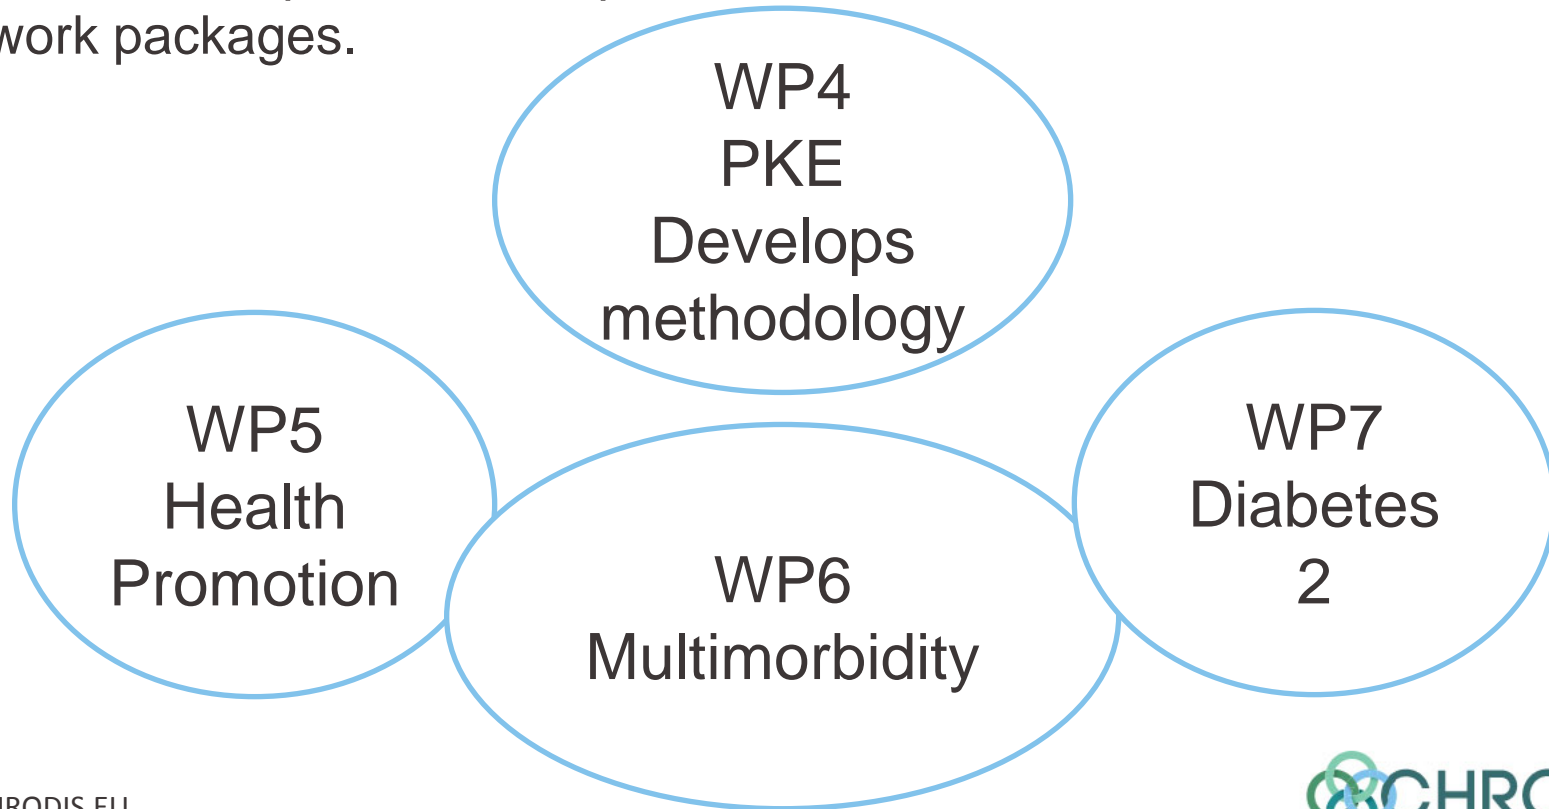 work packages.
WP4
PKE
Develops
methodology
WP5
Health
Promotion
WP6
Multimorbidity
WP7
Diabetes
2